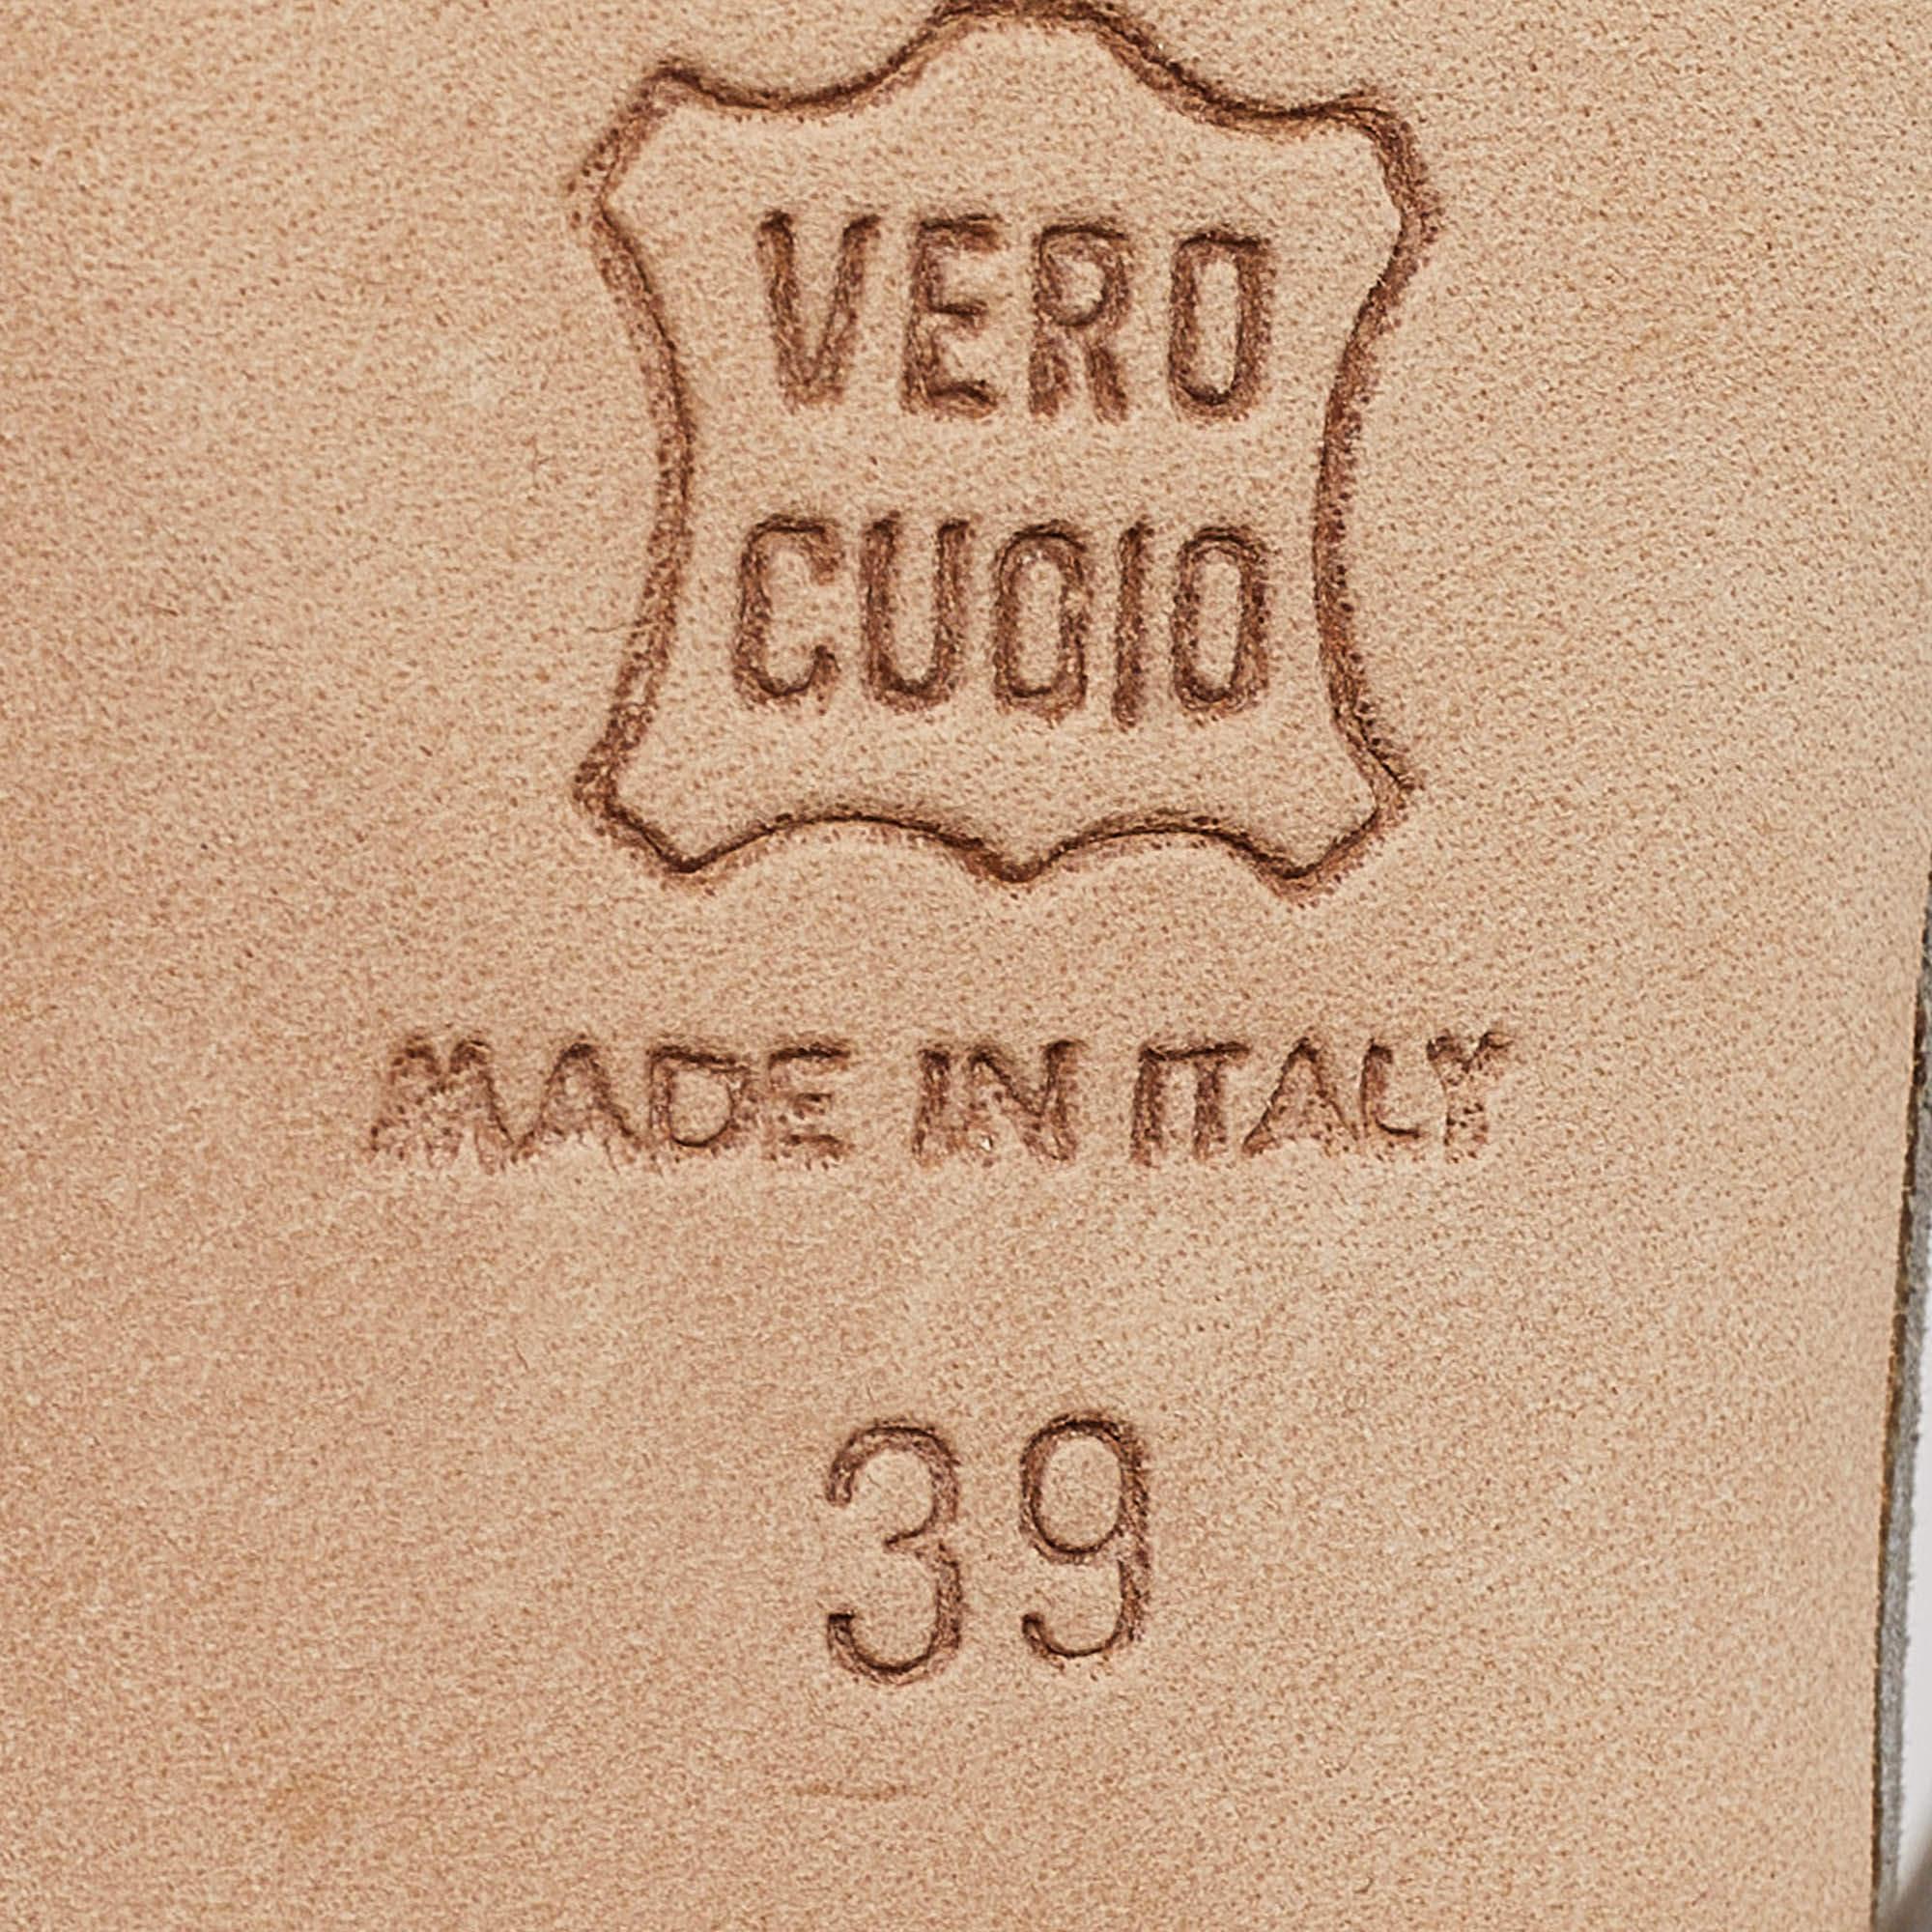 VERO
CUOIO
MADE IN ITALY
39